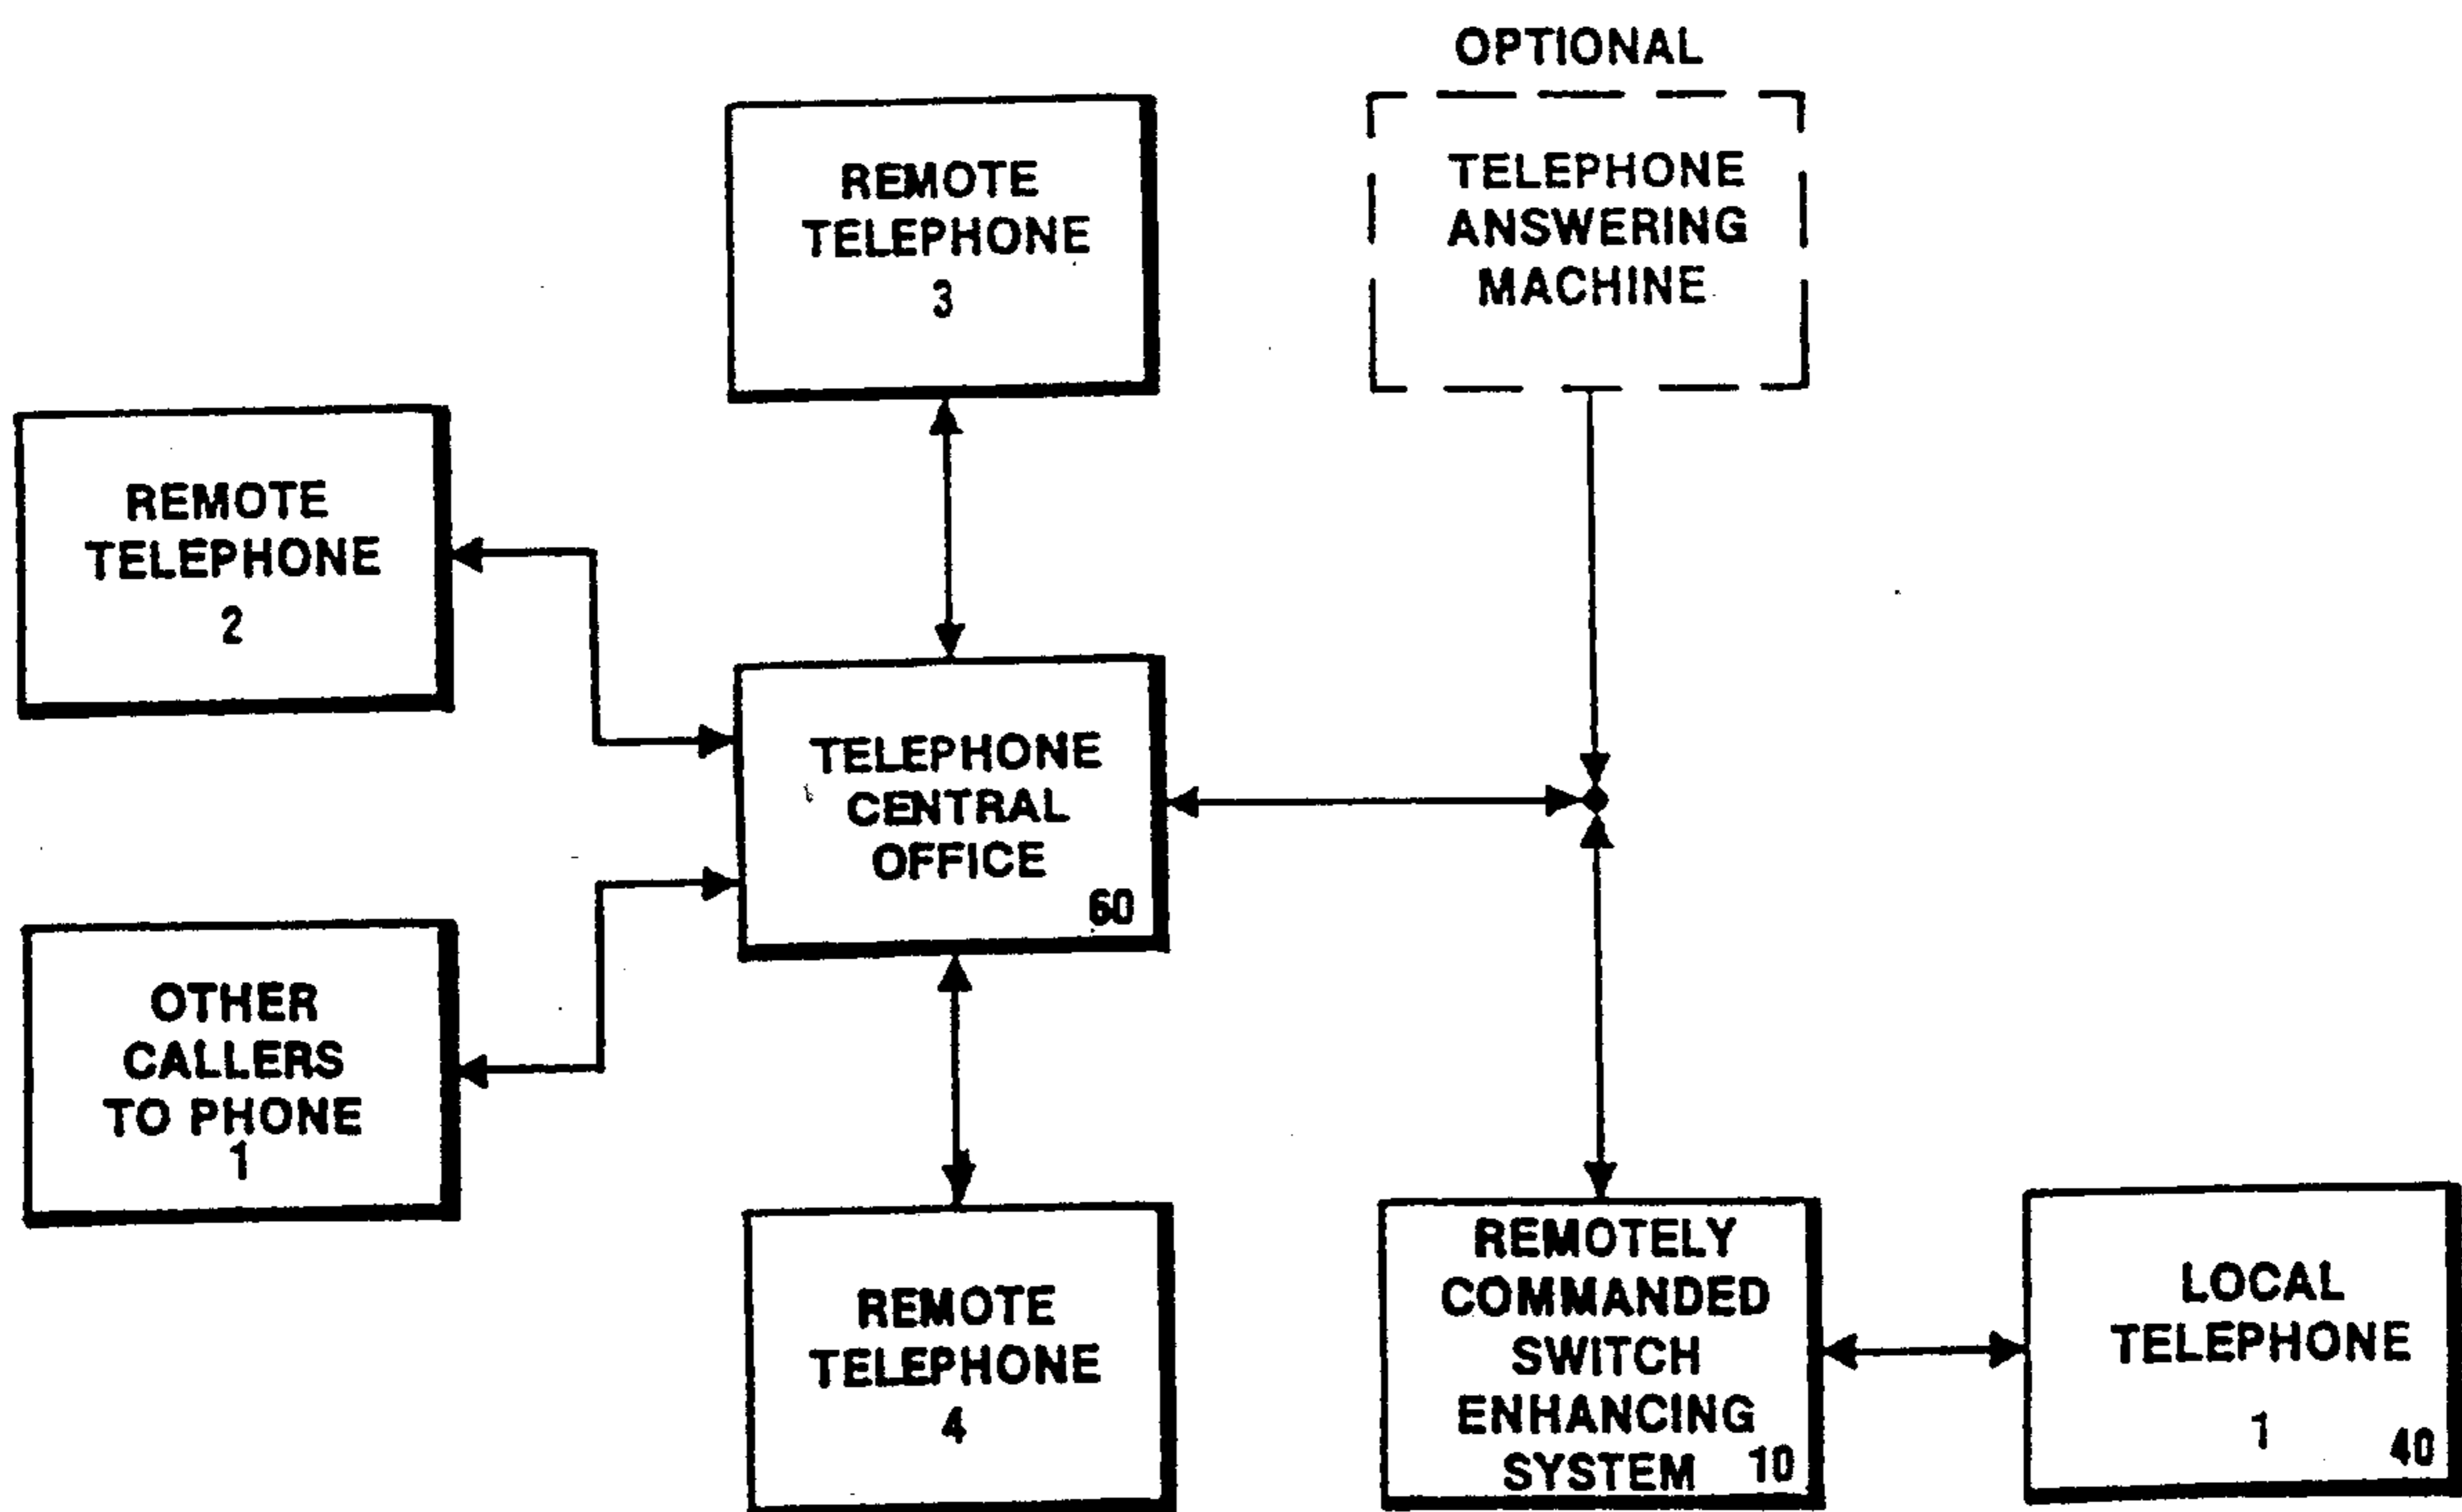 OPTIONAL
REMOTE
TELEPHONE
3
TELEPHONE
ANSWERING
MACHINE
REMOTE
TELEPHONE
2
TELEPHONE
CENTRAL
OFFICE
60
OTHER
CALLERS
TO PHONE
1
REMOTE
TELEPHONE
4
REMOTELY
COMMANDED
SWITCH
ENHANCING
SYSTEM 10
LOCAL
TELEPHONE
1
40